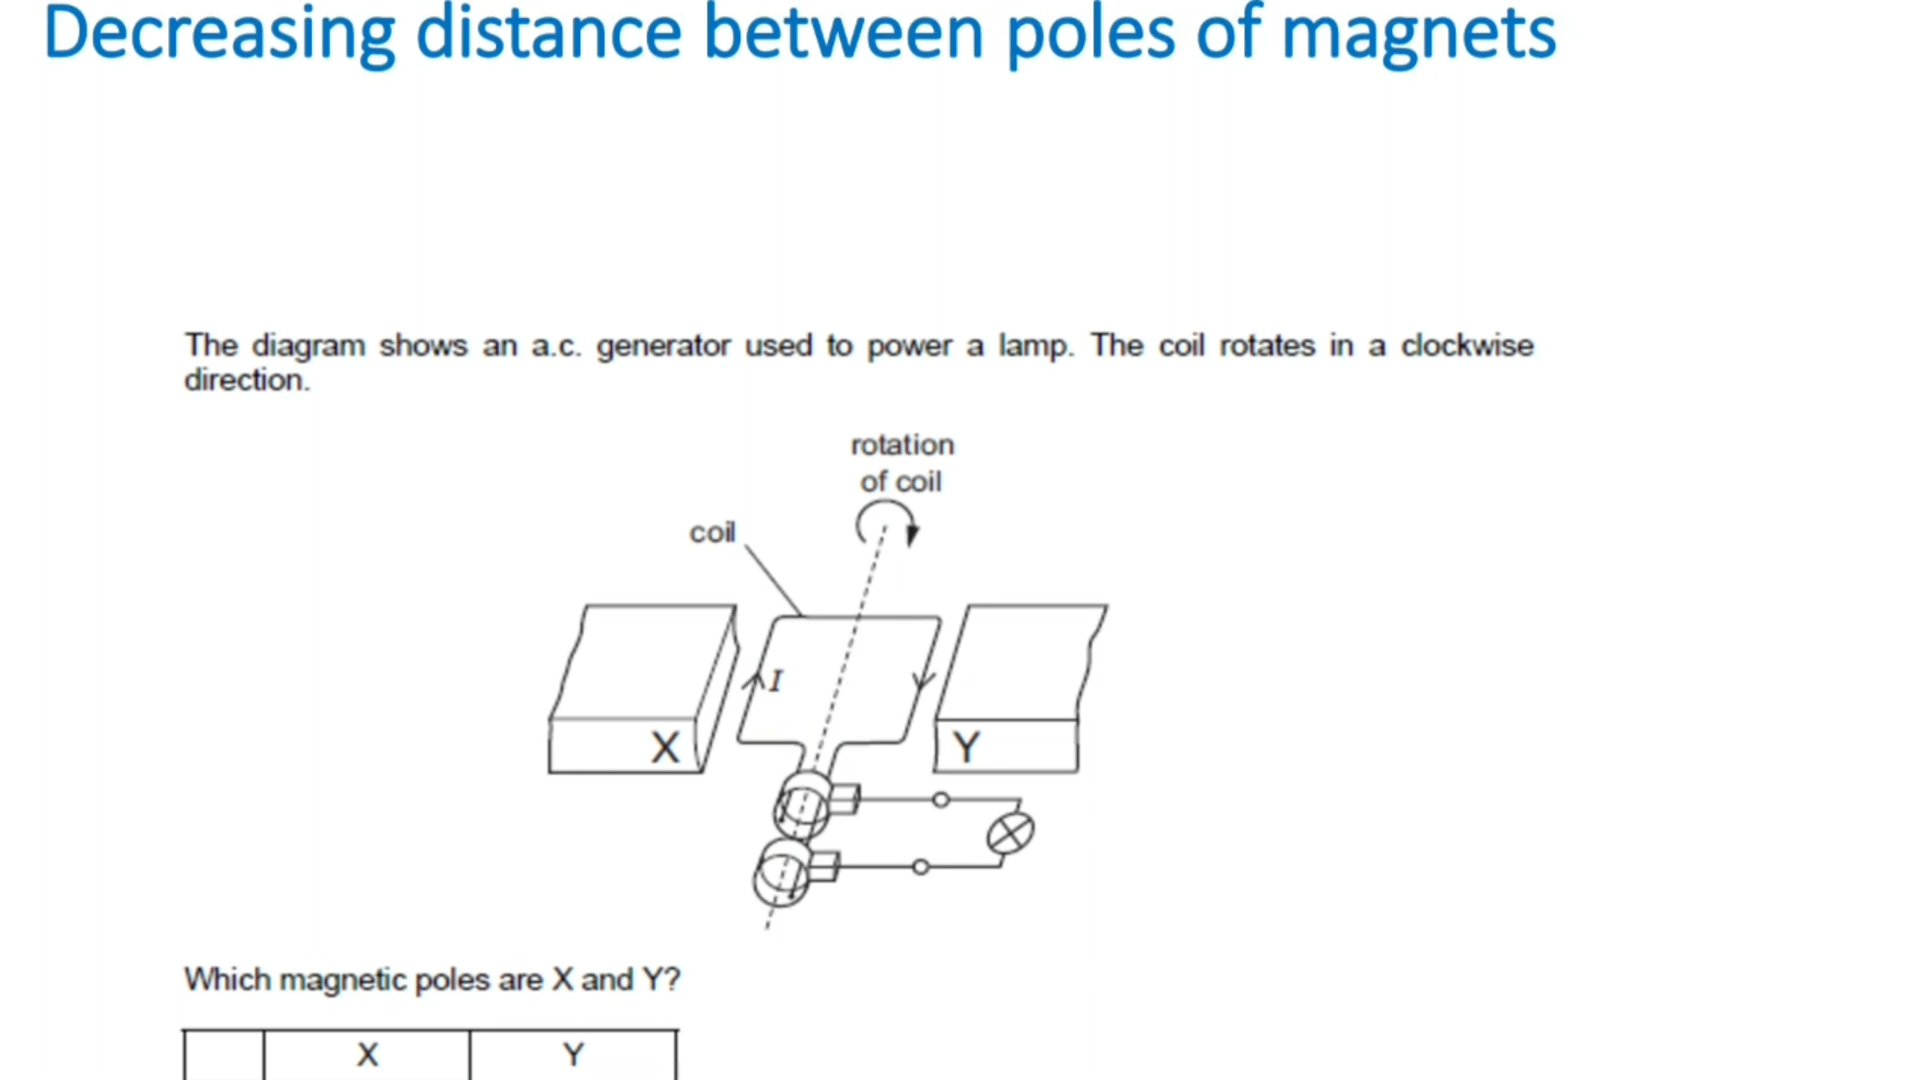 Decreasing distance between poles of magnets
The diagram shows an a.c. generator used to power a lamp. The coil rotates in a clockwise
direction.
rotation
of coil
coil
I
X
Y
Which magnetic poles are X and Y?
X Y